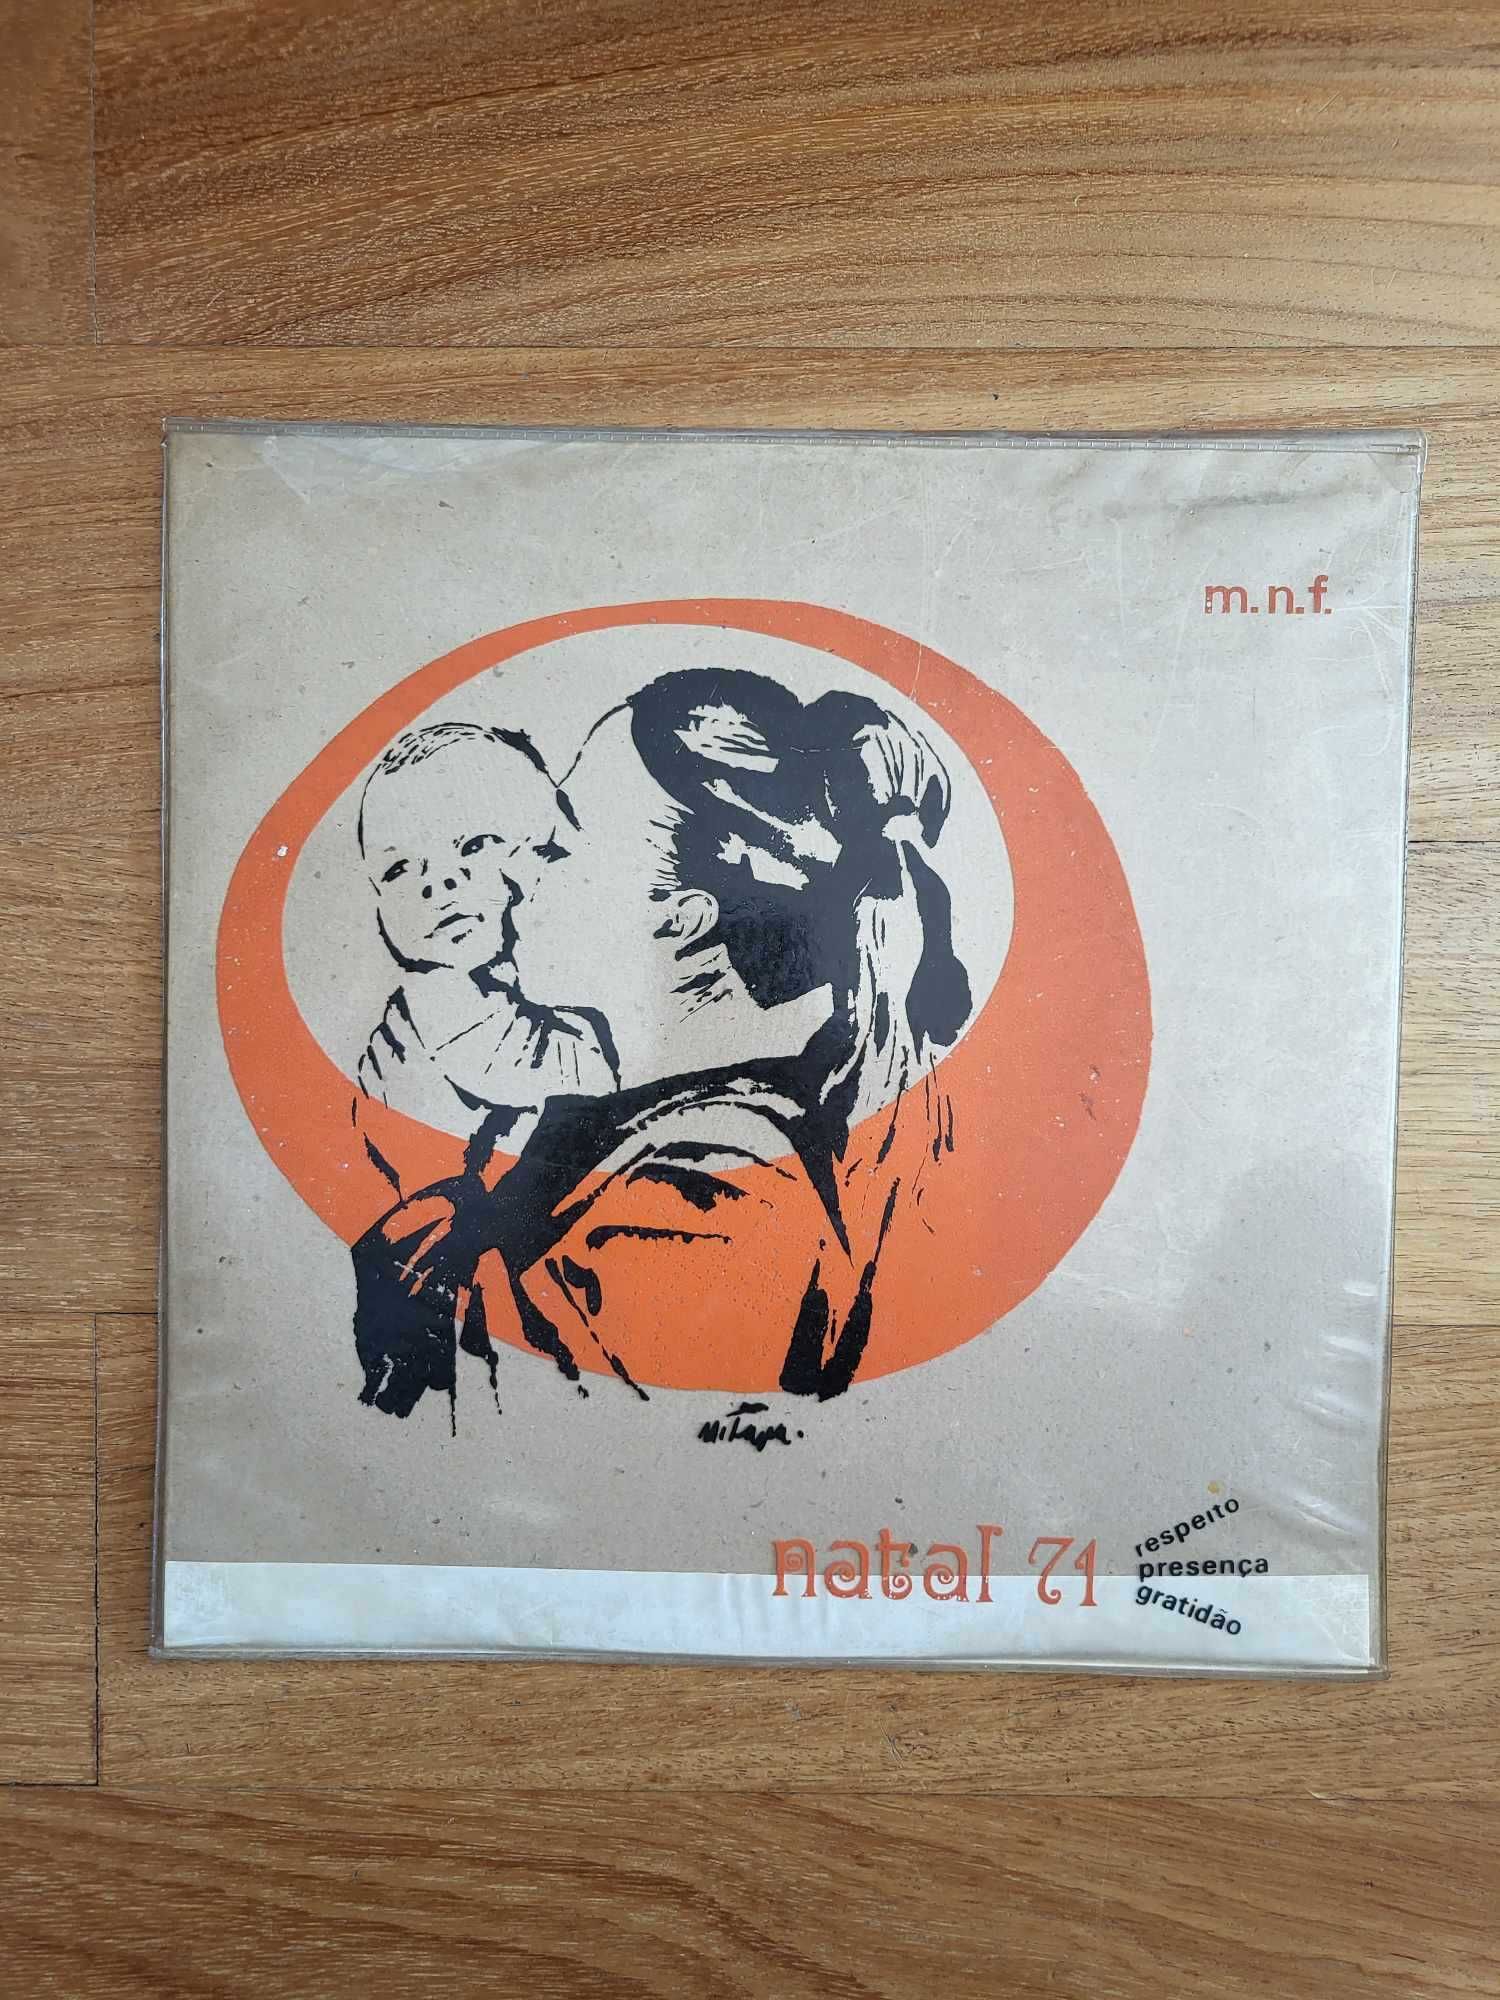 m.n.f.
natal 71
respeito
presença
gratidão